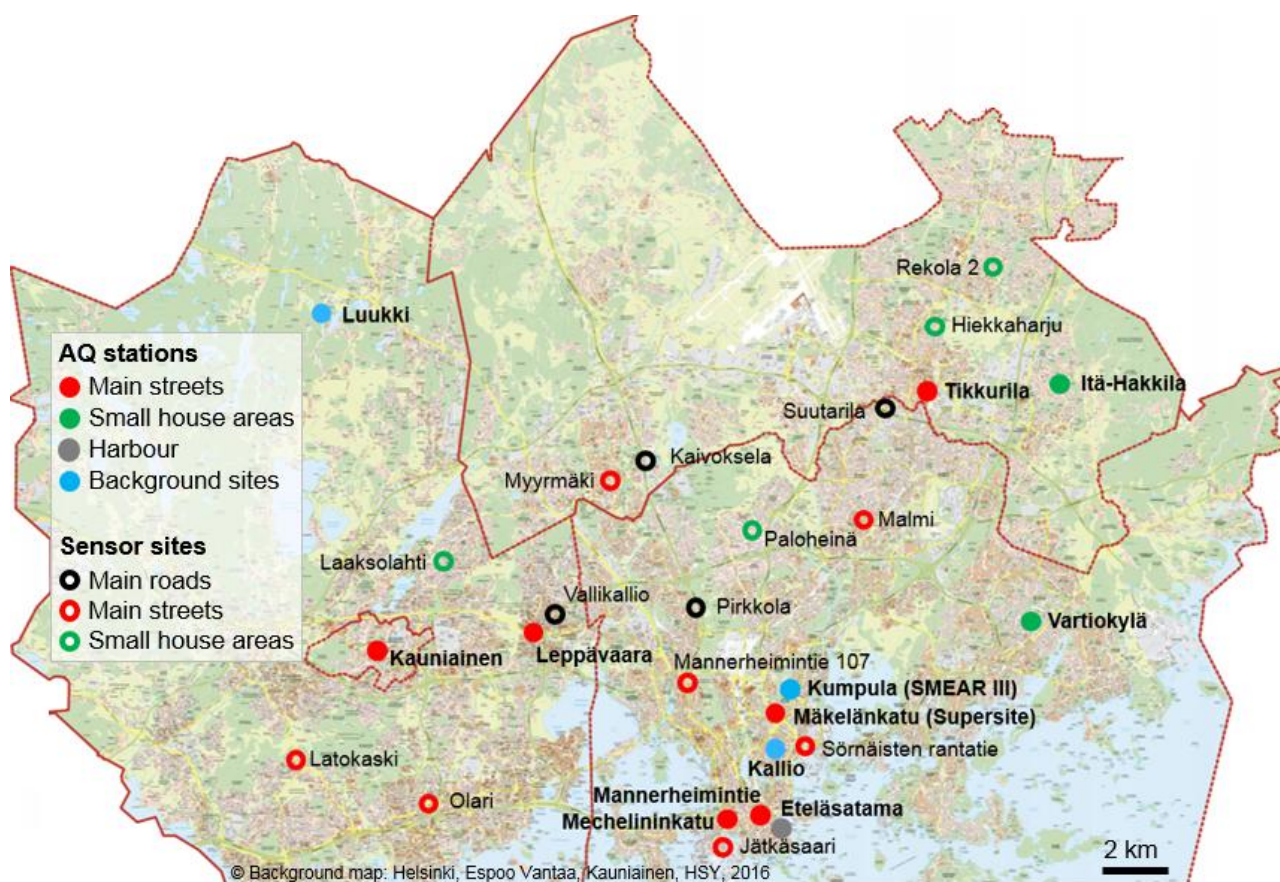 Rekola 2
Luukki
Hiekkaharju
AQ stations
Main streets
Small house areas
Harbour
Background sites
Tikkurila
Itä-Hakkila
Suutarila
Kaivoksela
Myyrmäki
Malmi
Paloheinä
Sensor sites
Main roads
Main streets
Small house areas
Laaksolahti
Vallikallio
Pirkkola
Vartiokylä
Kauniainen
Leppävaara
Mannerheimintie 107
Kumpula (SMEAR III)
Mäkelänkatu (Supersite)
Sörnäisten rantatie
Latokaski
Kallio
Olari
Mannerheimintie
Eteläsatama
Mechelininkatu
Jätkäsaari
2 km
© Background map: Helsinki, Espoo Vantaa, Kauniainen, HSY, 2016